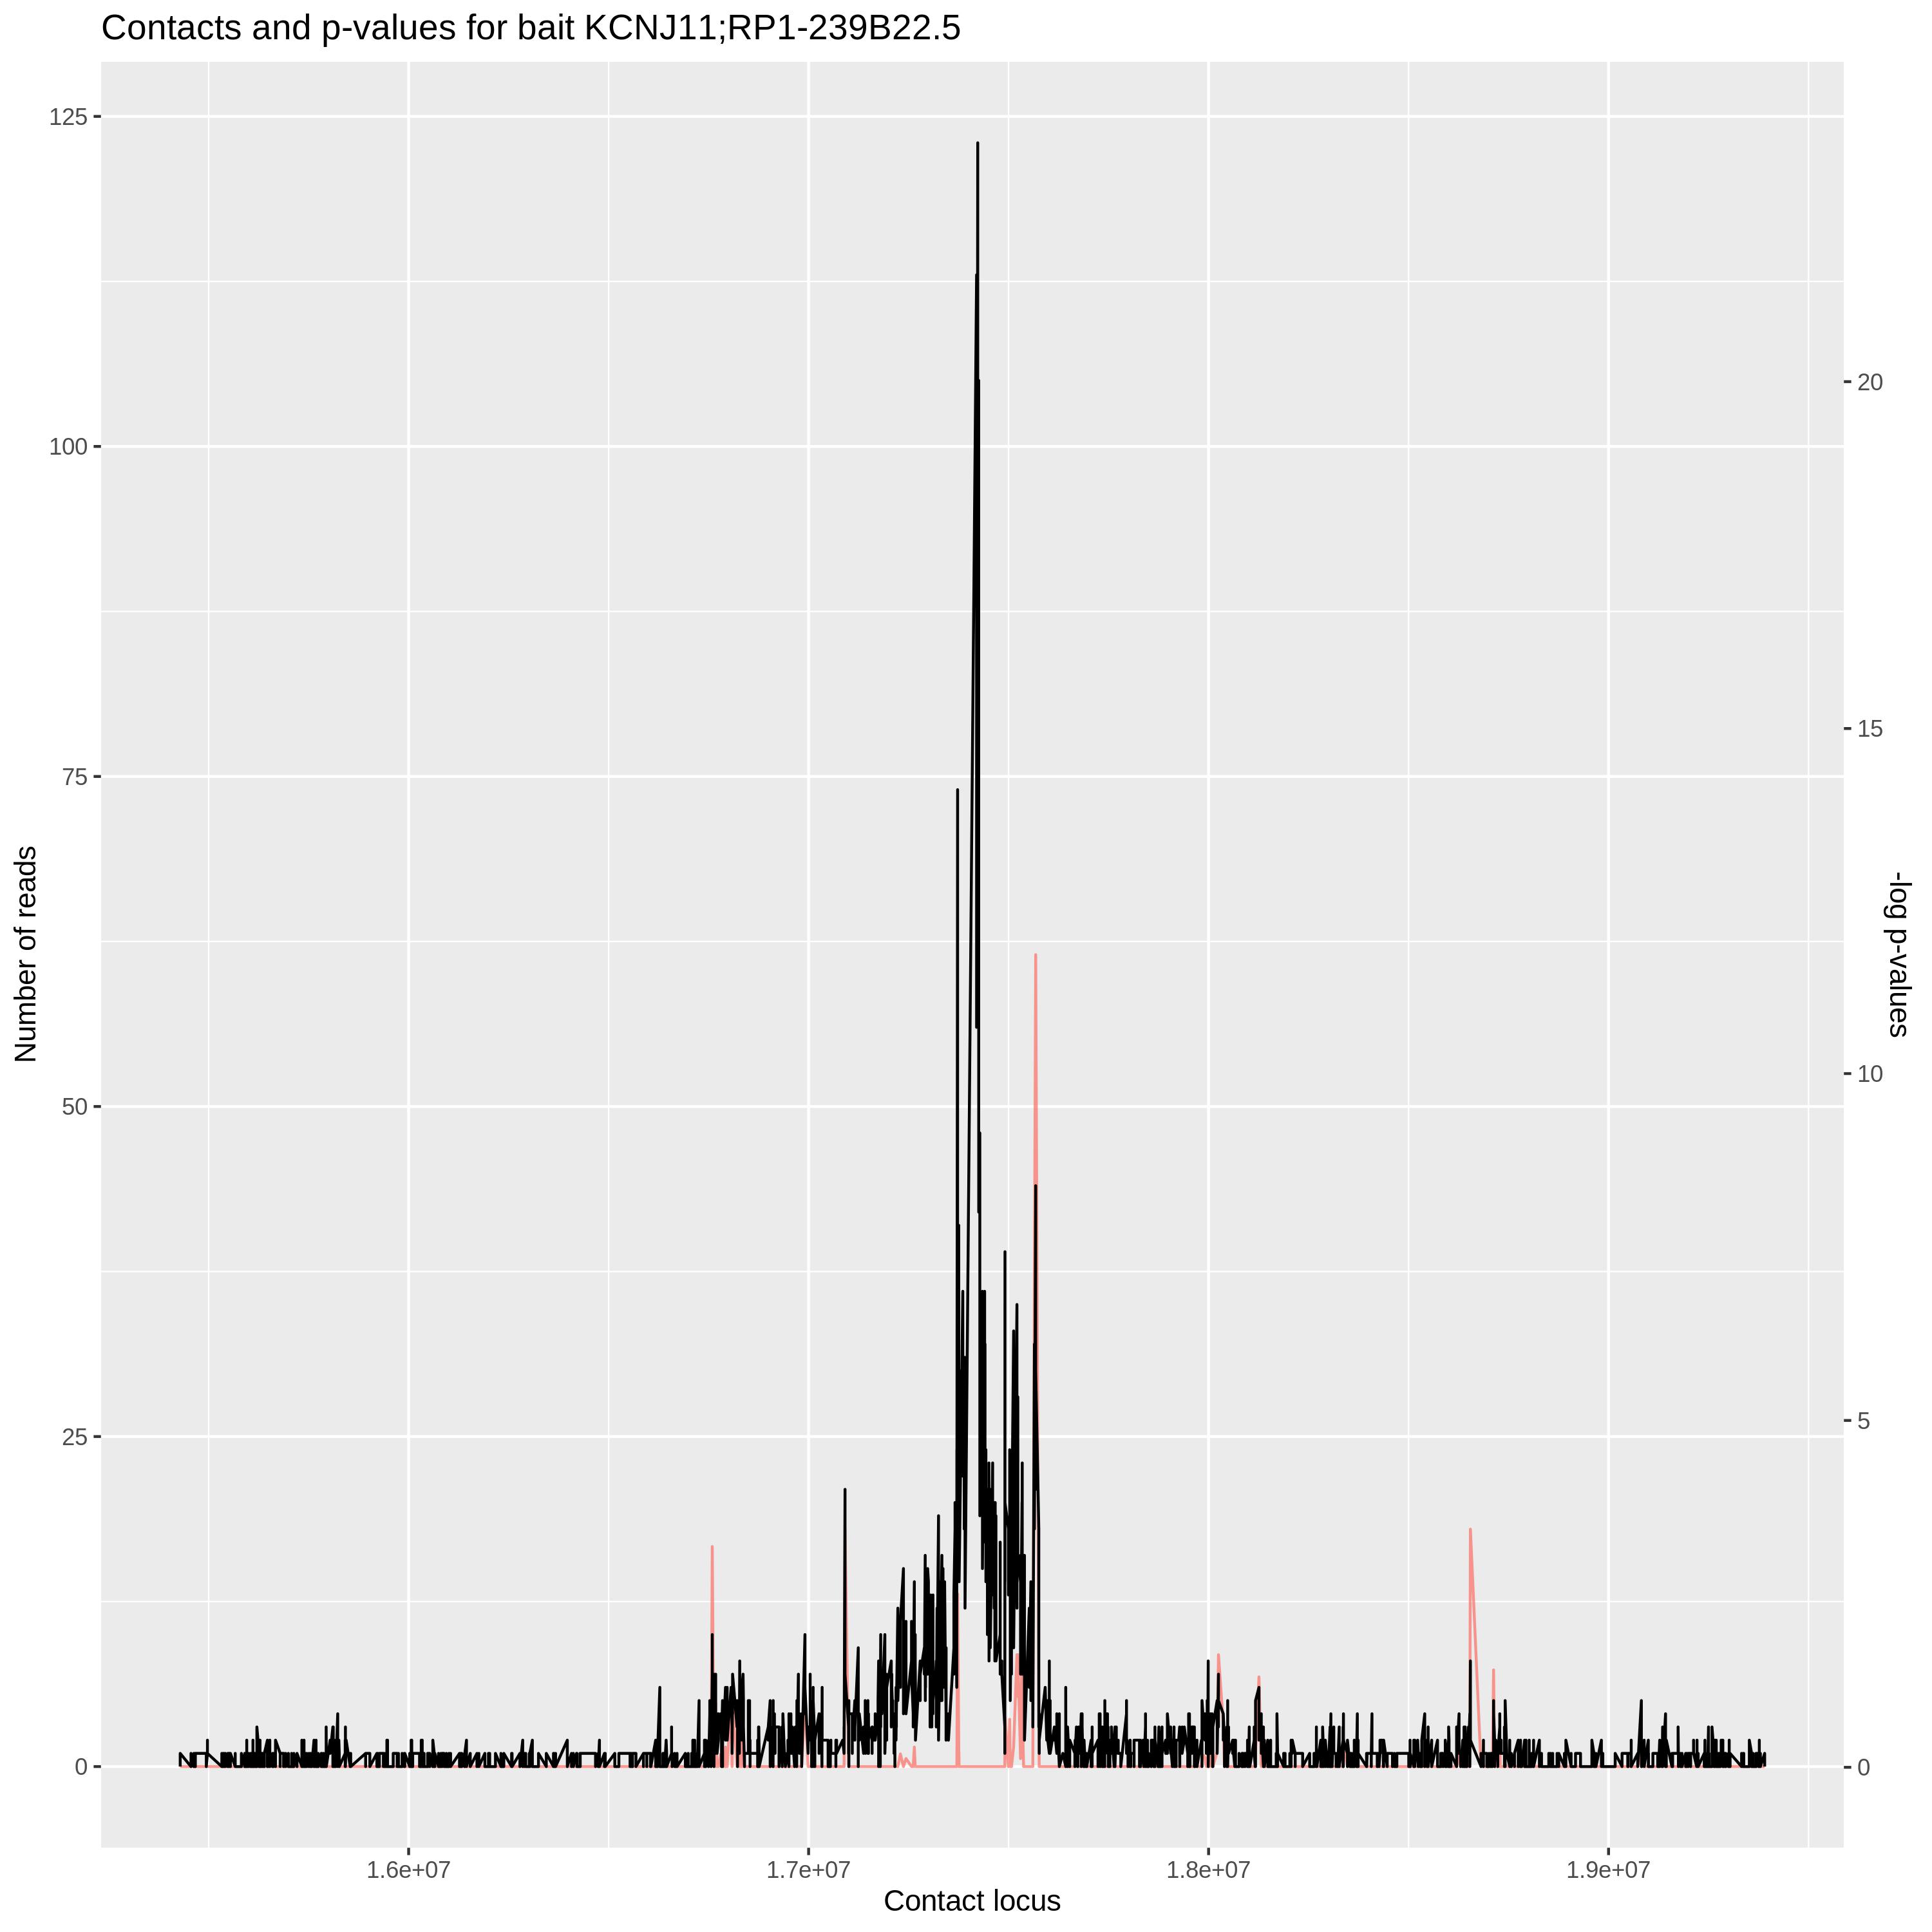 Contacts and p-values for bait KCNJ11;RP1-239B22.5
125
100
75
50
25
0
Number of reads
20
15
10
5
0
-log p-values
1.6e+07 1.7e+07 1.8e+07 1.9e+07
Contact locus